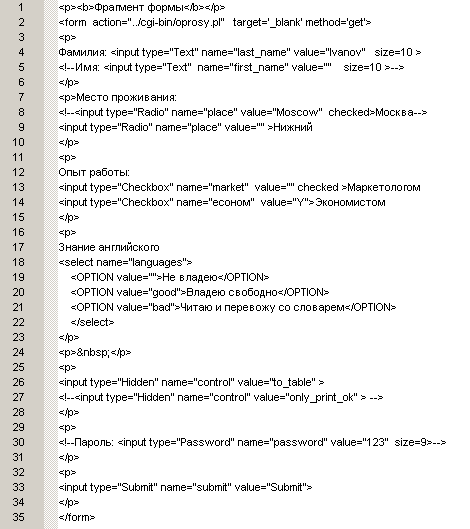 1 <p><b>Фрагмент формы</b></p>
2 <form action="../cgi-bin/oprosy.pl" target='_blank' method='get'>
3 <p>
4 Фамилия: <input type="Text" name="last_name" value="Ivanov" size=10 >
5 <!--Имя: <input type="Text" name="first_name" value="" size=10 >-->
6 </p>
7 <p>Место проживания:
8 <!--<input type="Radio" name="place" value="Moscow" checked>Москва-->
9 <input type="Radio" name="place" value="" >Нижний
10 </p>
11 <p>
12 Опыт работы:
13 <input type="Checkbox" name="market" value="" checked >Маркетологом
14 <input type="Checkbox" name="econom" value="Y">Экономистом
15 </p>
16 <p>
17 Знание английского
18 <select name="languages">
19 <OPTION value="">Не владею</OPTION>
20 <OPTION value="good">Владею свободно</OPTION>
21 <OPTION value="bad">Читаю и перевожу со словарем</OPTION>
22 </select>
23 </p>
24 <p>&nbsp;</p>
25 <p>
26 <input type="Hidden" name="control" value="to_table" >
27 <!--<input type="Hidden" name="control" value="only_print_ok" > -->
28 </p>
29 <p>
30 <!--Пароль: <input type="Password" name="password" value="123" size=9>-->
31 </p>
32 <p>
33 <input type="Submit" name="submit" value="Submit">
34 </p>
35 </form>